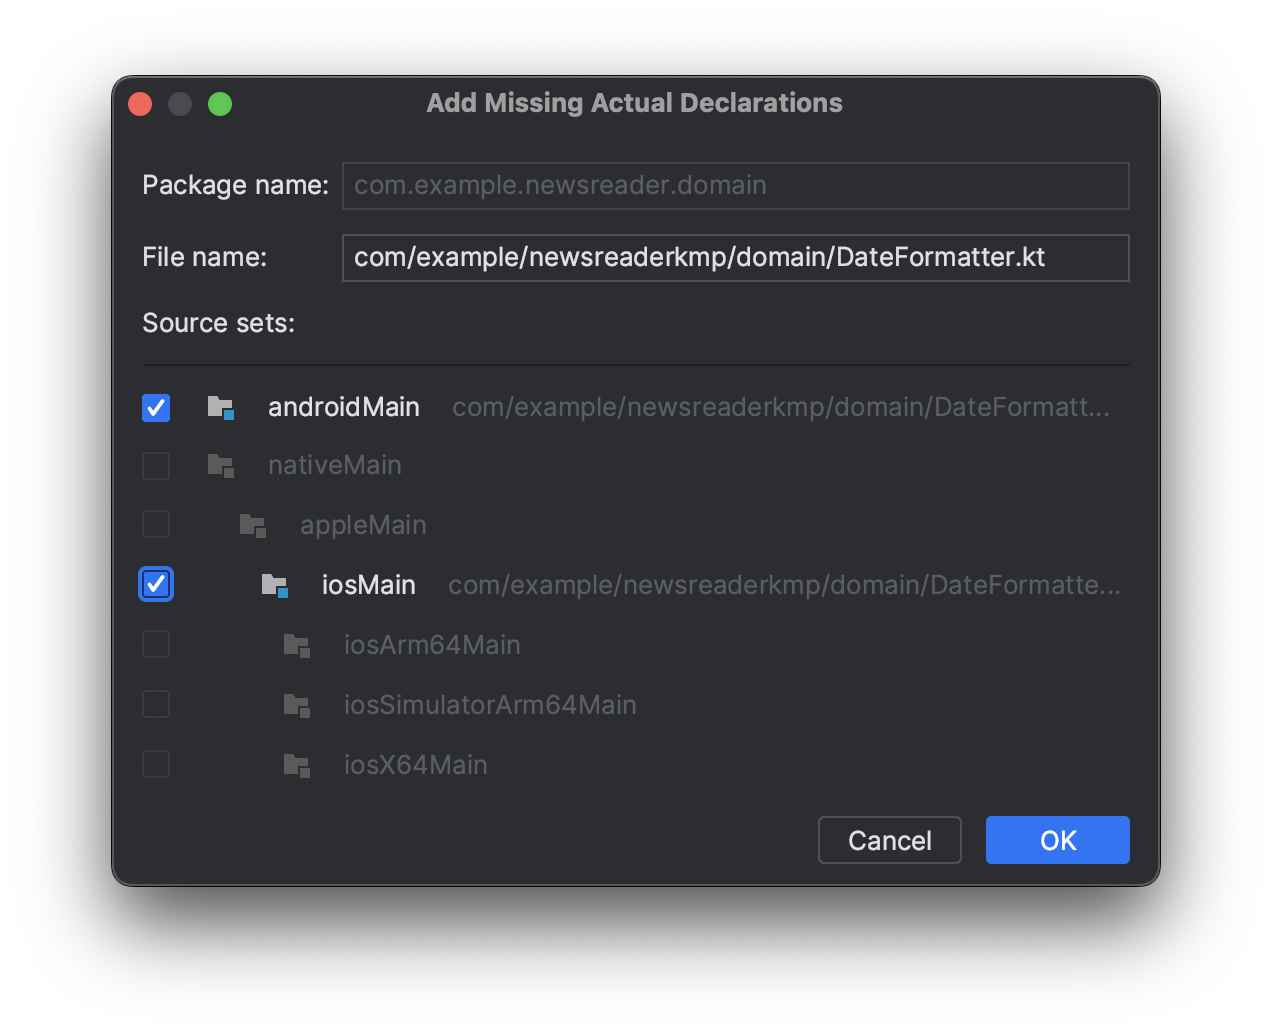 Add Missing Actual Declarations
Package name: com.example.newsreader.domain
File name: com/example/newsreaderkmp/domain/DateFormatter.kt
Source sets:
androidMain com/example/newsreaderkmp/domain/DateFormatt...
nativeMain
appleMain
iosMain com/example/newsreaderkmp/domain/DateFormatte...
iosArm64Main
iosSimulatorArm64Main
iosX64Main
Cancel OK